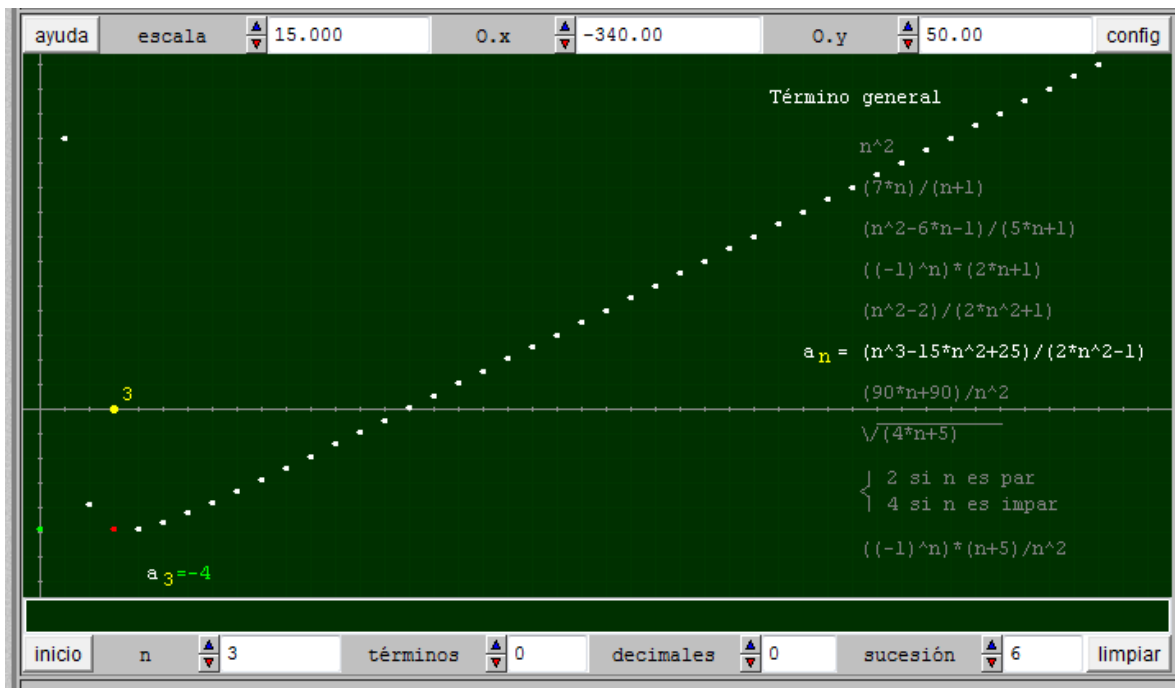 ayuda escala 15.000 O.x -340.00 O.y 50.00 config
Término general
n^2
(7*n)/(n+1)
(n^2-6*n-1)/(5*n+1)
((-1)^n)*(2*n+1)
(n^2-2)/(2*n^2+1)
an = (n^3-15*n^2+25)/(2*n^2-1)
3
(90*n+90)/n^2
\/(4*n+5)
2 si n es par
4 si n es impar
((-1)^n)*(n+5)/n^2
a3=-4
inicio n 3 términos 0 decimales 0 sucesión 6 limpiar